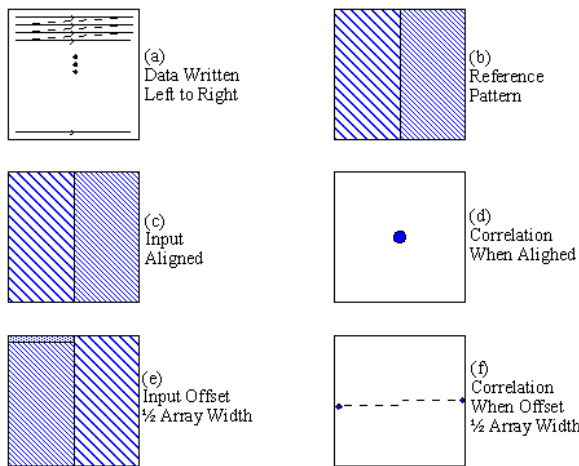 (a)
Data Written
Left to Right
(b)
Reference
Pattern
(c)
Input
Aligned
(d)
Correlation
When Alighed
(e)
Input Offset
½ Array Width
(f)
Correlation
When Offset
½ Array Width